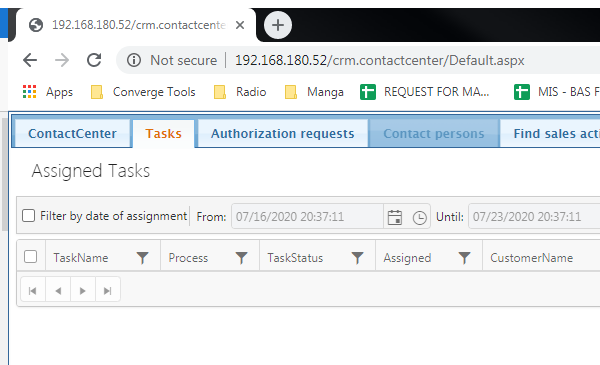 192.168.180.52/crm.contactcente
Not secure 192.168.180.52/crm.contactcenter/Default.aspx
Apps Converge Tools Radio Manga REQUEST FOR MA... MIS - BAS F
ContactCenter Tasks Authorization requests Contact persons Find sales acti
Assigned Tasks
Filter by date of assignment From: 07/16/2020 20:37:11 Until: 07/23/2020 20:37:11
TaskName Process TaskStatus Assigned CustomerName